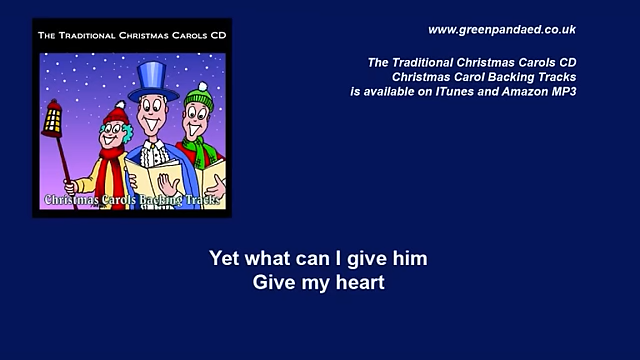 The Traditional Christmas Carols CD
Christmas Carols Backing Tracks
www.greenpandaed.co.uk
The Traditional Christmas Carols CD
Christmas Carol Backing Tracks
is available on ITunes and Amazon MP3
Yet what can I give him
Give my heart